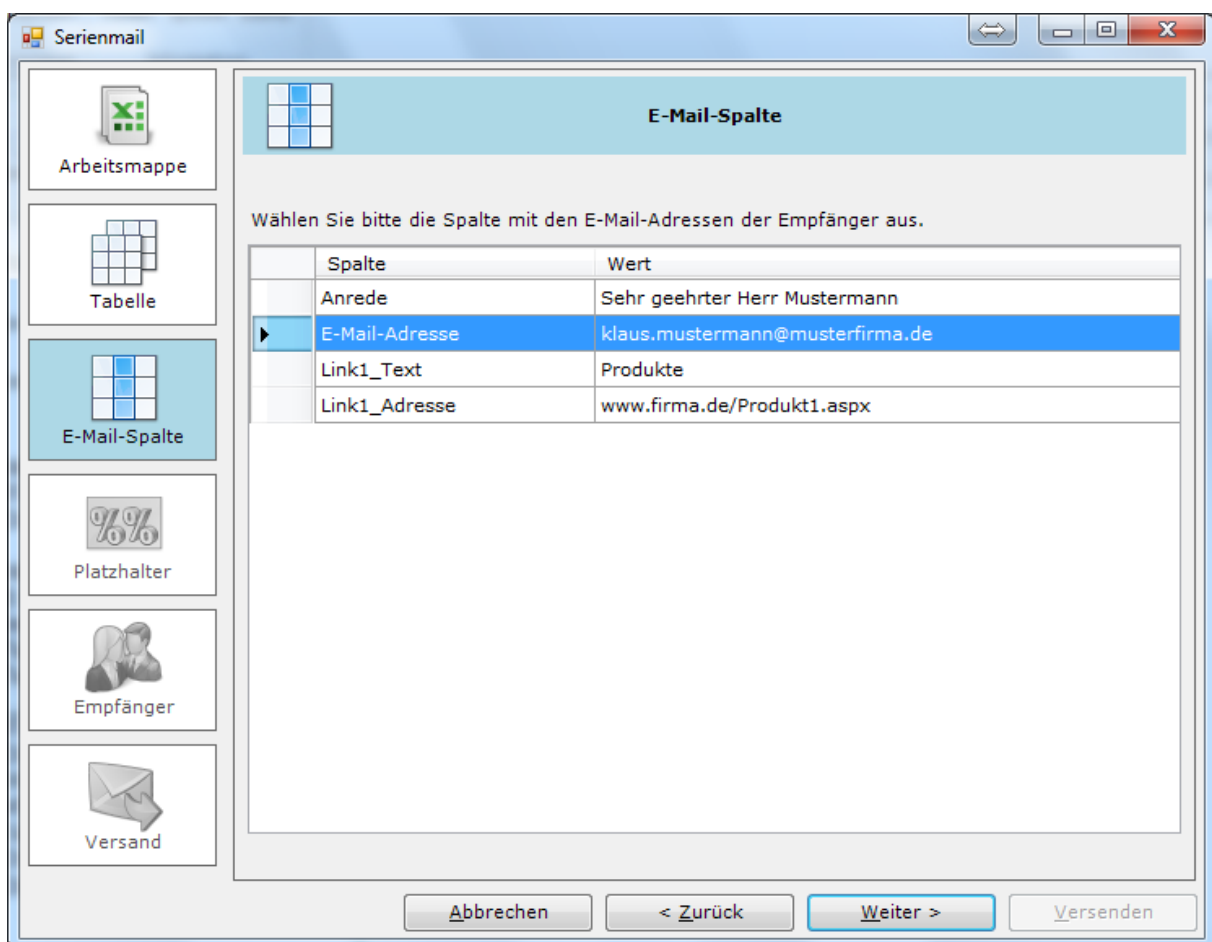 Serienmail
Arbeitsmappe
Tabelle
E-Mail-Spalte
Platzhalter
Empfänger
Versand
E-Mail-Spalte
Wählen Sie bitte die Spalte mit den E-Mail-Adressen der Empfänger aus.
Spalte Wert
Anrede Sehr geehrter Herr Mustermann
E-Mail-Adresse klaus.mustermann@musterfirma.de
Link1_Text Produkte
Link1_Adresse www.firma.de/Produkt1.aspx
Abbrechen < Zurück Weiter > Versenden